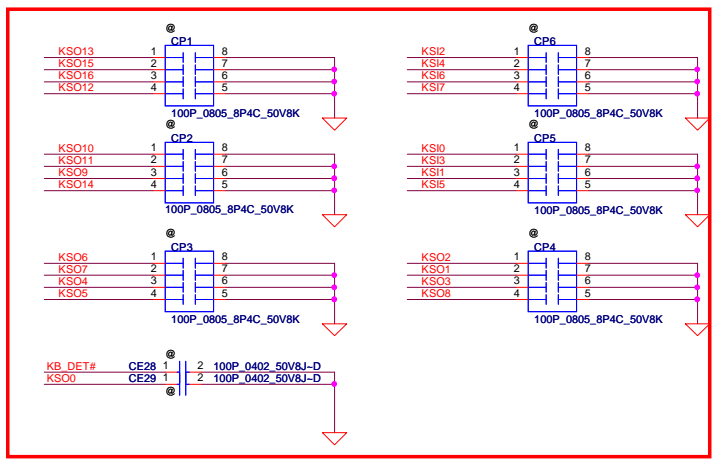 @
CP1
KSO13 1 8
KSO15 2 7
KSO16 3 6
KSO12 4 5
100P_0805_8P4C_50V8K
@
CP6
KSI2 1 8
KSI4 2 7
KSI6 3 6
KSI7 4 5
100P_0805_8P4C_50V8K
@
CP2
KSO10 1 8
KSO11 2 7
KSO9 3 6
KSO14 4 5
100P_0805_8P4C_50V8K
@
CP5
KSI0 1 8
KSI3 2 7
KSI1 3 6
KSI5 4 5
100P_0805_8P4C_50V8K
@
CP3
KSO6 1 8
KSO7 2 7
KSO4 3 6
KSO5 4 5
100P_0805_8P4C_50V8K
@
CP4
KSO2 1 8
KSO1 2 7
KSO3 3 6
KSO8 4 5
100P_0805_8P4C_50V8K
@
KB_DET# CE28 1 2 100P_0402_50V8J~D
KSO0 CE29 1 2 100P_0402_50V8J~D
@